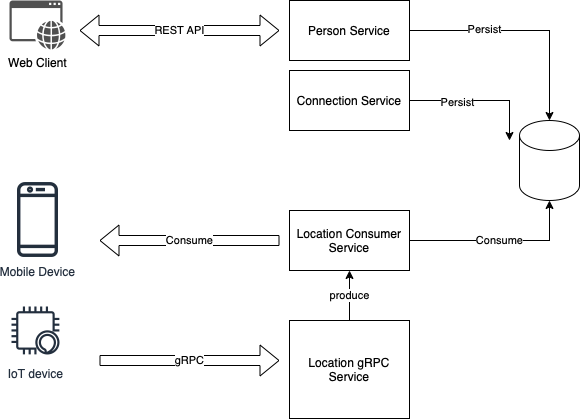 REST API
Person Service
Persist
Web Client
Connection Service
Persist
Location Consumer
Service
Consume
Consume
Mobile Device
produce
IoT device
gRPC
Location gRPC
Service